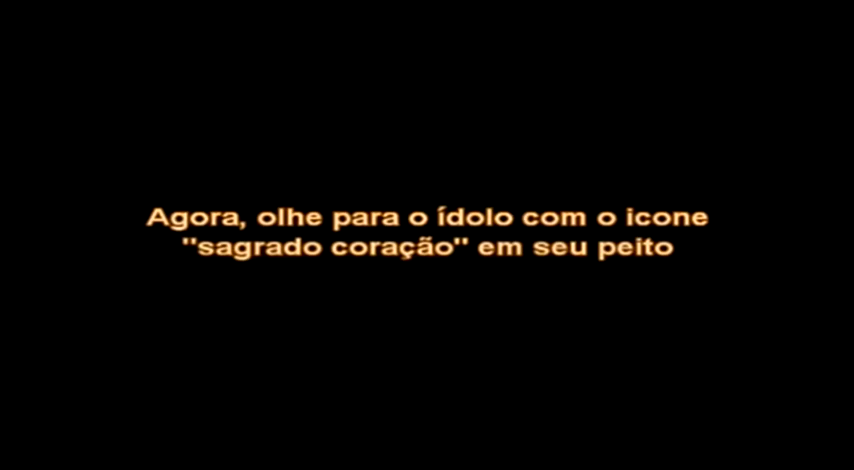 Agora, olhe para o ídolo com o icone
"sagrado coração" em seu peito